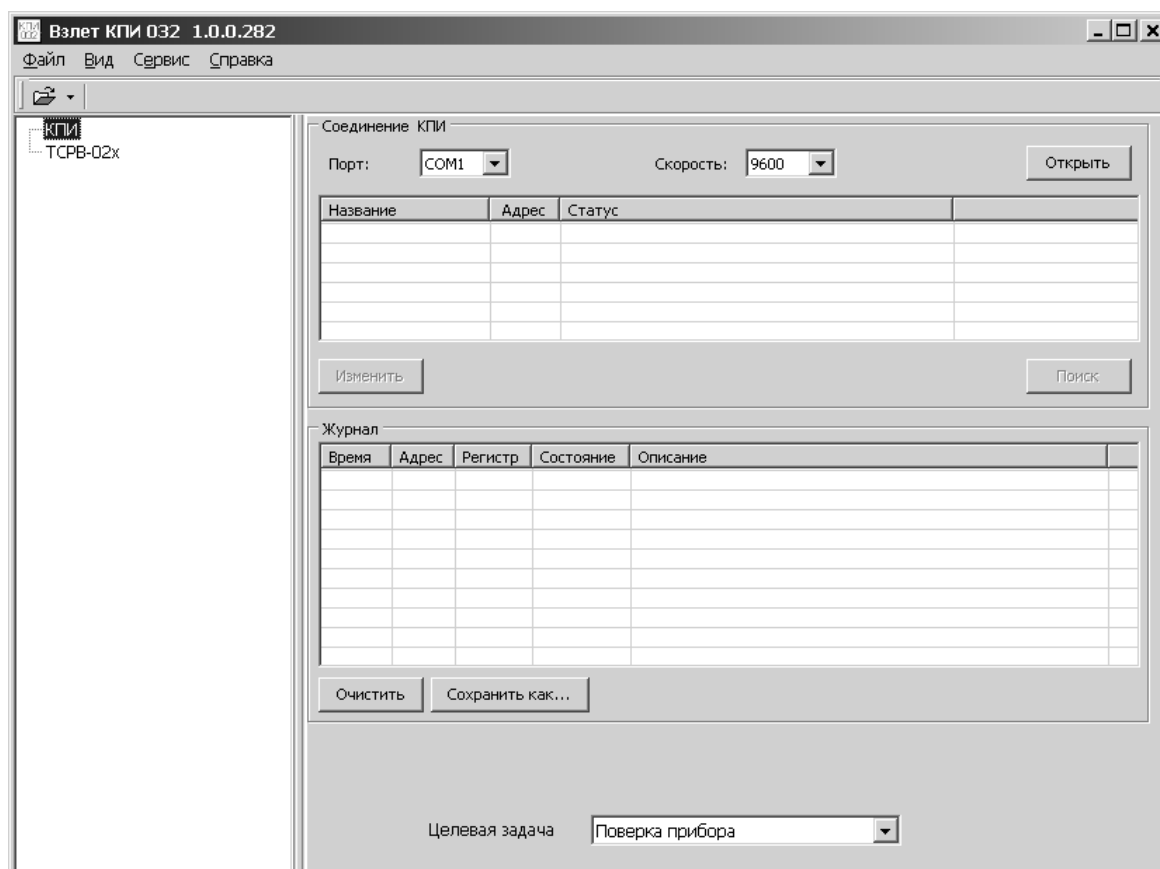 КПИ 032 Взлет КПИ 032 1.0.0.282
Файл Вид Сервис Справка
КПИ
ТСРВ-02х
Соединение КПИ
Порт: COM1 Скорость: 9600 Открыть
Название Адрес Статус
Изменить Поиск
Журнал
Время Адрес Регистр Состояние Описание
Очистить Сохранить как...
Целевая задача Поверка прибора